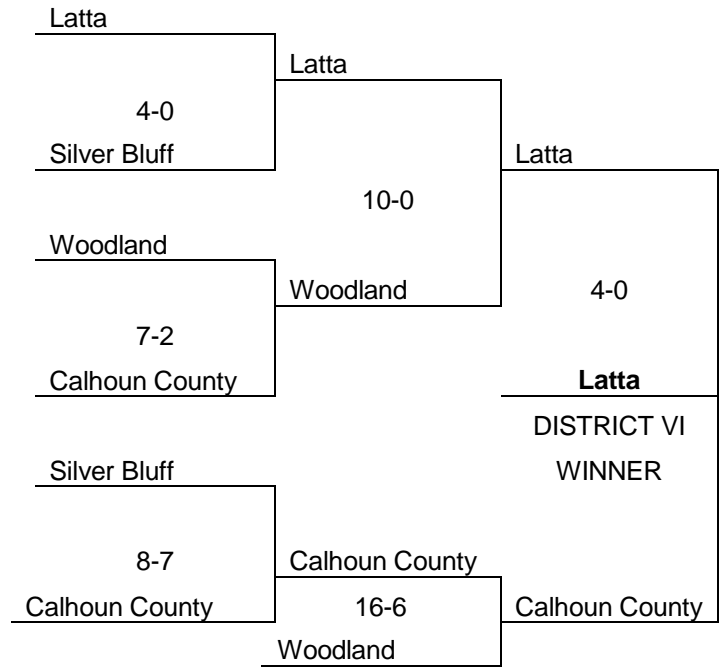 Latta
Latta
4-0
Silver Bluff
Latta
10-0
Woodland
Woodland
4-0
7-2
Calhoun County
Latta
DISTRICT VI
WINNER
Silver Bluff
8-7
Calhoun County
Calhoun County
16-6
Calhoun County
Woodland